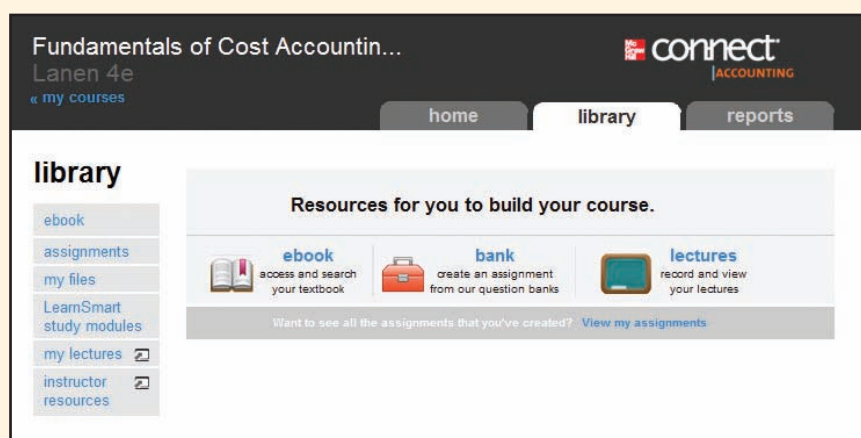 Fundamentals of Cost Accountin...
Lanen 4e
« my courses
Mc
Graw
Hill
connect
|ACCOUNTING
home
library
reports
library
ebook
assignments
my files
LearnSmart
study modules
my lectures
instructor
resources
Resources for you to build your course.
ebook
access and search
your textbook
bank
create an assignment
from our question banks
lectures
record and view
your lectures
Want to see all the assignments that you've created? View my assignments